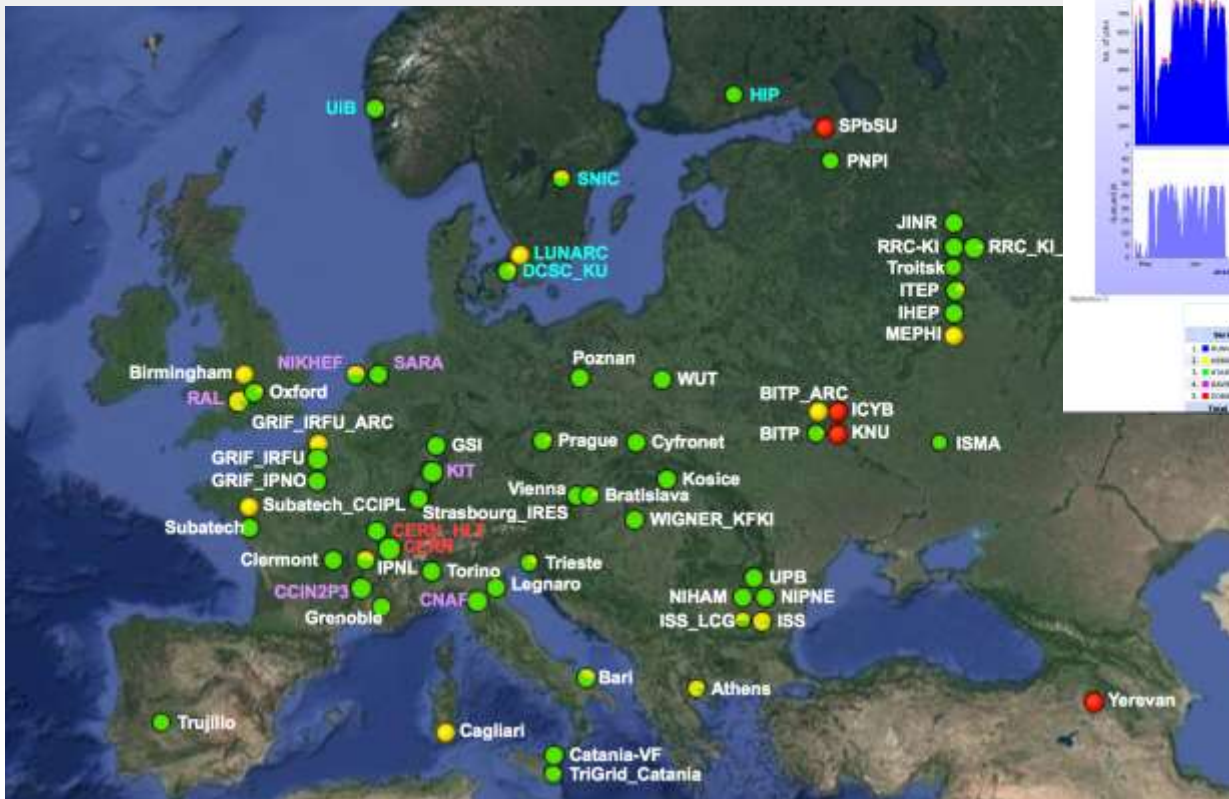 UiB
HIP
SPbSU
PNPI
SNIC
JINR
RRC-KI
RRC_KI_
Troitsk
LUNARC
DCSC_KU
ITEP
IHEP
MEPHI
NIKHEF
SARA
Birmingham
Poznan
WUT
Oxford
RAL
BITP_ARC
ICYB
GRIF_IRFU_ARC
BITP
KNU
ISMA
GSI
Prague
Cyfronet
GRIF_IRFU
KIT
GRIF_IPNO
Kosice
Vienna
Bratislava
Subatech_CCIPL
Strasbourg_IRES
WIGNER_KFKI
Subatech
CERN
Clermont
IPNL
Torino
Trieste
UPB
CCIN2P3
CNAF
Legnaro
NIHAM
NIPNE
Grenoble
ISS_LCG
ISS
Bari
Athens
Yerevan
Trujillo
Cagliari
Catania-VF
TriGrid_Catania